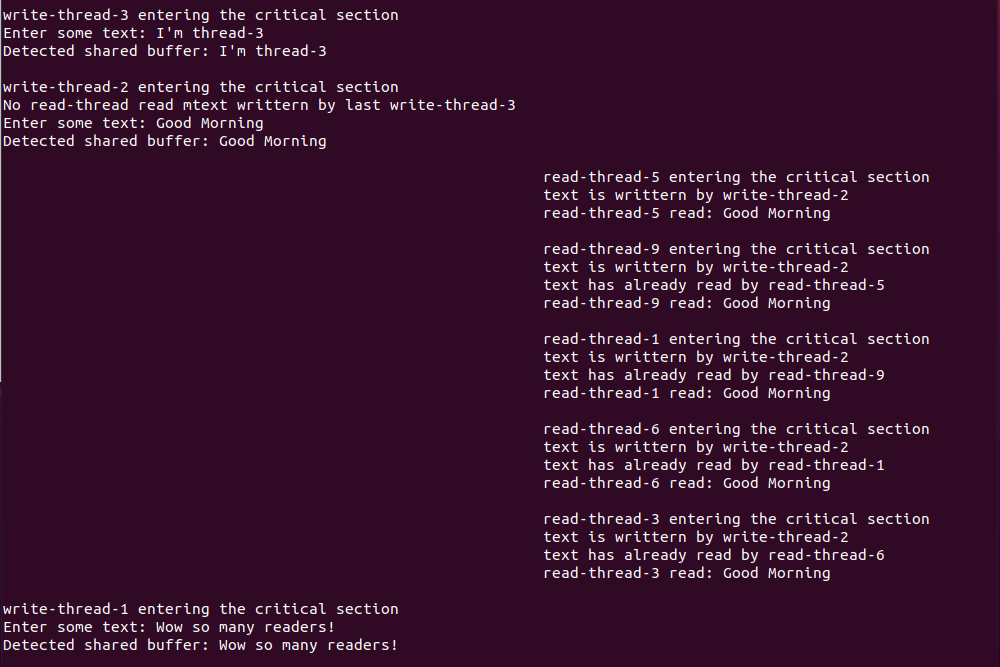 write-thread-3 entering the critical section
Enter some text: I'm thread-3
Detected shared buffer: I'm thread-3
write-thread-2 entering the critical section
No read-thread read mtext writtern by last write-thread-3
Enter some text: Good Morning
Detected shared buffer: Good Morning
read-thread-5 entering the critical section
text is writtern by write-thread-2
read-thread-5 read: Good Morning
read-thread-9 entering the critical section
text is writtern by write-thread-2
text has already read by read-thread-5
read-thread-9 read: Good Morning
read-thread-1 entering the critical section
text is writtern by write-thread-2
text has already read by read-thread-9
read-thread-1 read: Good Morning
read-thread-6 entering the critical section
text is writtern by write-thread-2
text has already read by read-thread-1
read-thread-6 read: Good Morning
read-thread-3 entering the critical section
text is writtern by write-thread-2
text has already read by read-thread-6
read-thread-3 read: Good Morning
write-thread-1 entering the critical section
Enter some text: Wow so many readers!
Detected shared buffer: Wow so many readers!